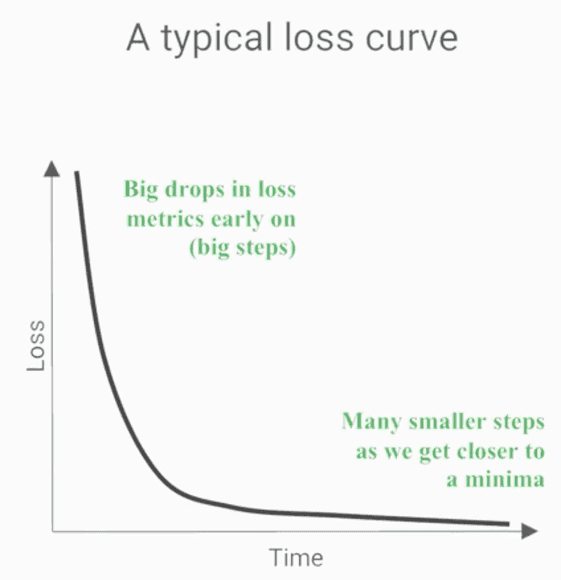 A typical loss curve
Big drops in loss
metrics early on
(big steps)
Loss
Many smaller steps
as we get closer to
a minima
Time